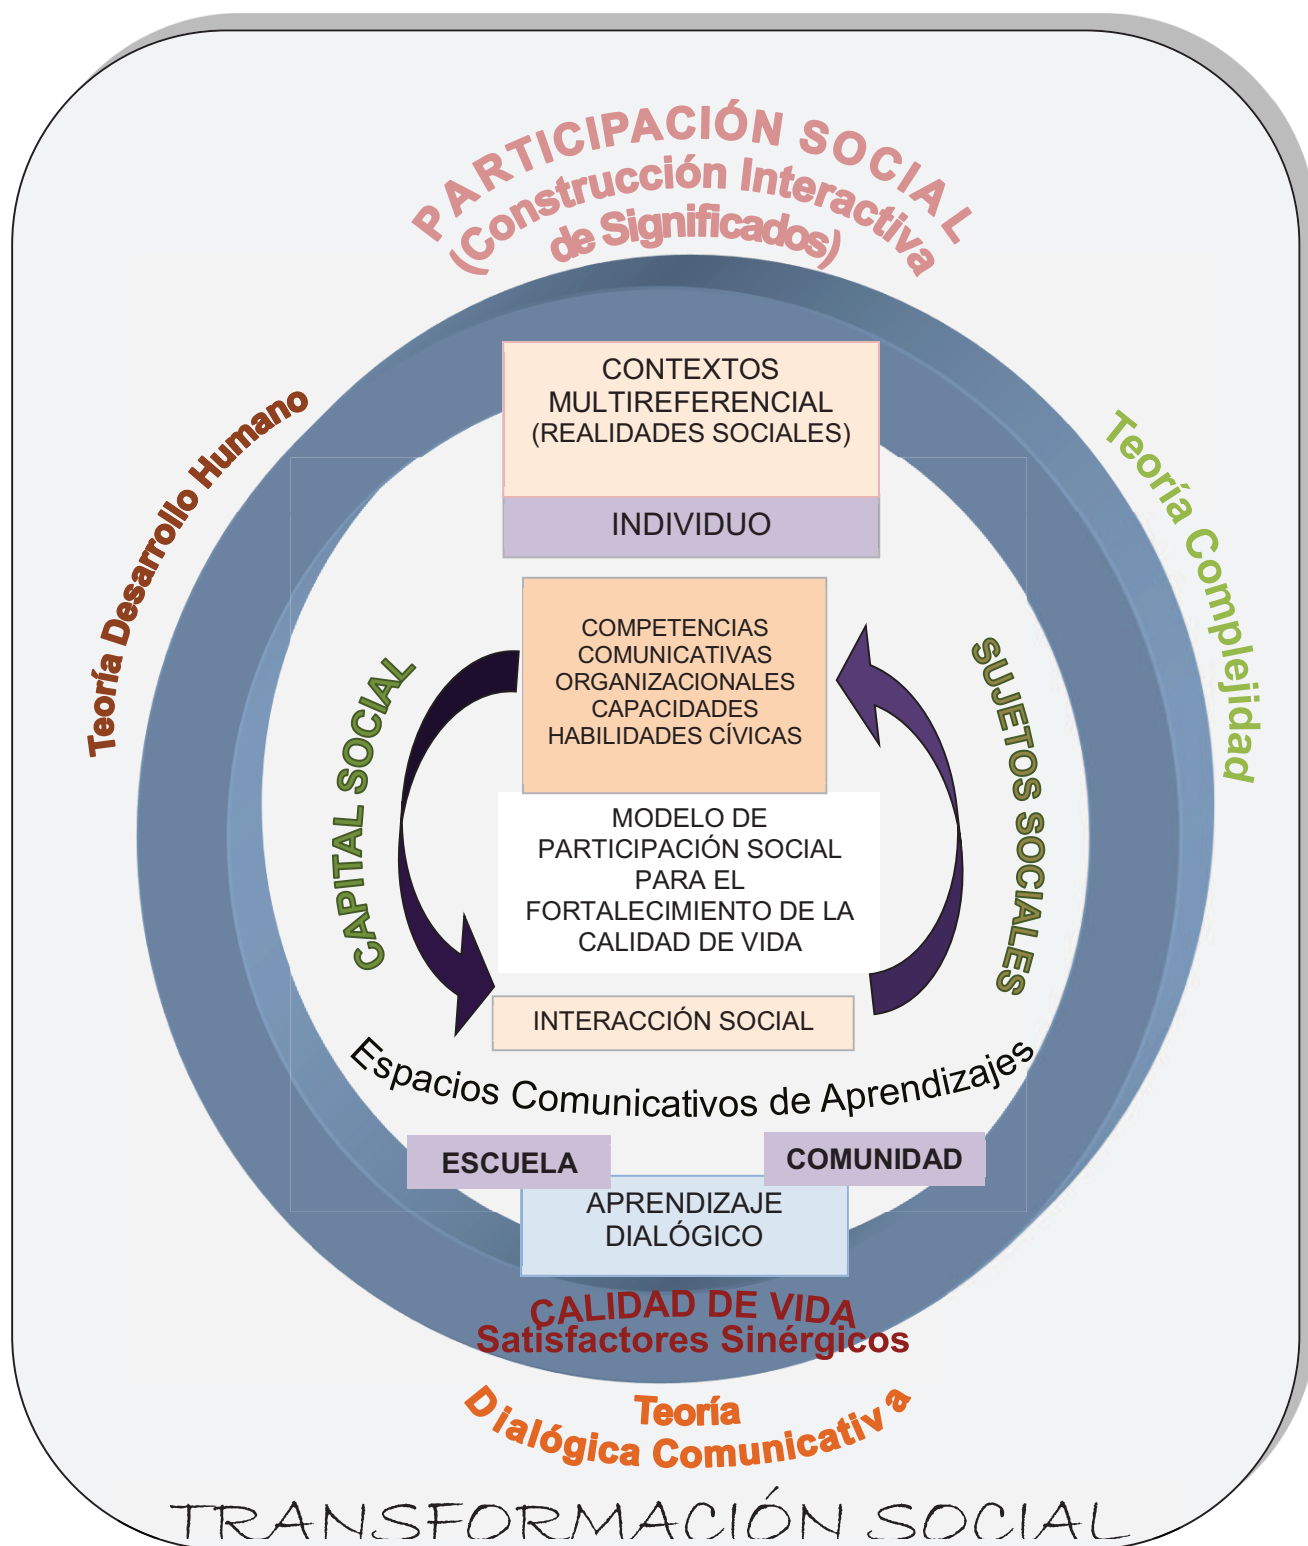 PARTICIPACIÓN SOCIAL
(Construcción Interactiva
de Significados)
CONTEXTOS
MULTIREFERENCIAL
(REALIDADES SOCIALES)
INDIVIDUO
Teoría Desarrollo Humano
Teoría Complejidad
COMPETENCIAS
COMUNICATIVAS
ORGANIZACIONALES
CAPACIDADES
HABILIDADES CÍVICAS
CAPITAL SOCIAL
SUJETOS SOCIALES
MODELO DE
PARTICIPACIÓN SOCIAL
PARA EL
FORTALECIMIENTO DE LA
CALIDAD DE VIDA
INTERACCIÓN SOCIAL
Espacios Comunicativos de Aprendizajes
ESCUELA
COMUNIDAD
APRENDIZAJE
DIALÓGICO
CALIDAD DE VIDA
Satisfactores Sinérgicos
Teoría
Dialógica Comunicativa
TRANSFORMACIÓN SOCIAL